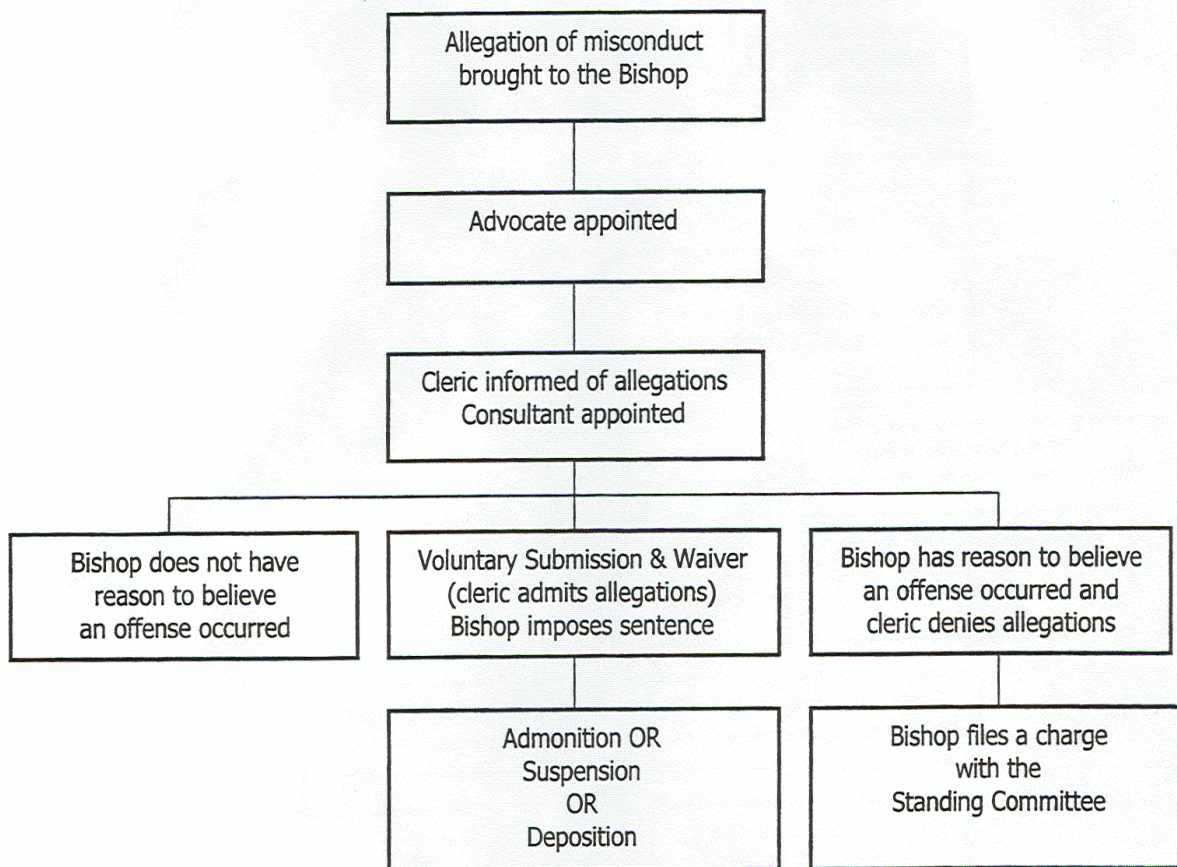 Allegation of misconduct
brought to the Bishop
Advocate appointed
Cleric informed of allegations
Consultant appointed
Bishop does not have
reason to believe
an offense occurred
Voluntary Submission & Waiver
(cleric admits allegations)
Bishop imposes sentence
Bishop has reason to believe
an offense occurred and
cleric denies allegations
Admonition OR
Suspension
OR
Deposition
Bishop files a charge
with the
Standing Committee